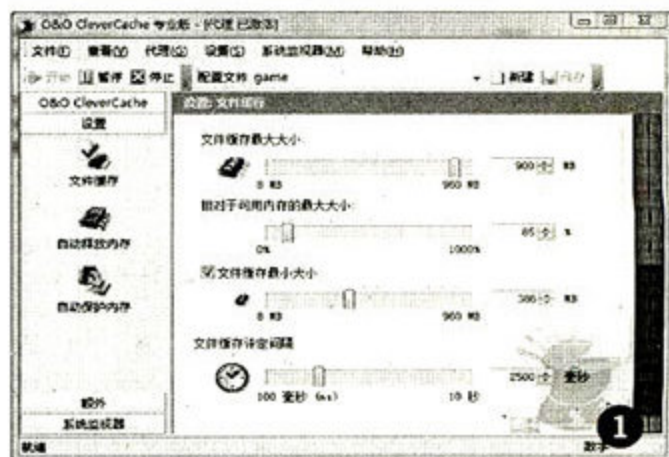 O&O CleverCache 专业版 - [代理 已激活]
文件(F) 查看(V) 代理(G) 设置(S) 系统监视器(M) 帮助(H)
开始 暂停 停止 配置文件 game 新建 保存
O&O CleverCache
设置: 文件缓存
设置
文件缓存最大大小:
900 MB
8 MB 960 MB
文件缓存
相对于可用内存的最大大小:
85 %
0% 1000%
自动释放内存
文件缓存最小大小
386 MB
8 MB 960 MB
自动保护内存
文件缓存 间隔
2500 毫秒
100 毫秒 (ms) 10 秒
额外
系统监视器
就绪
数字
1